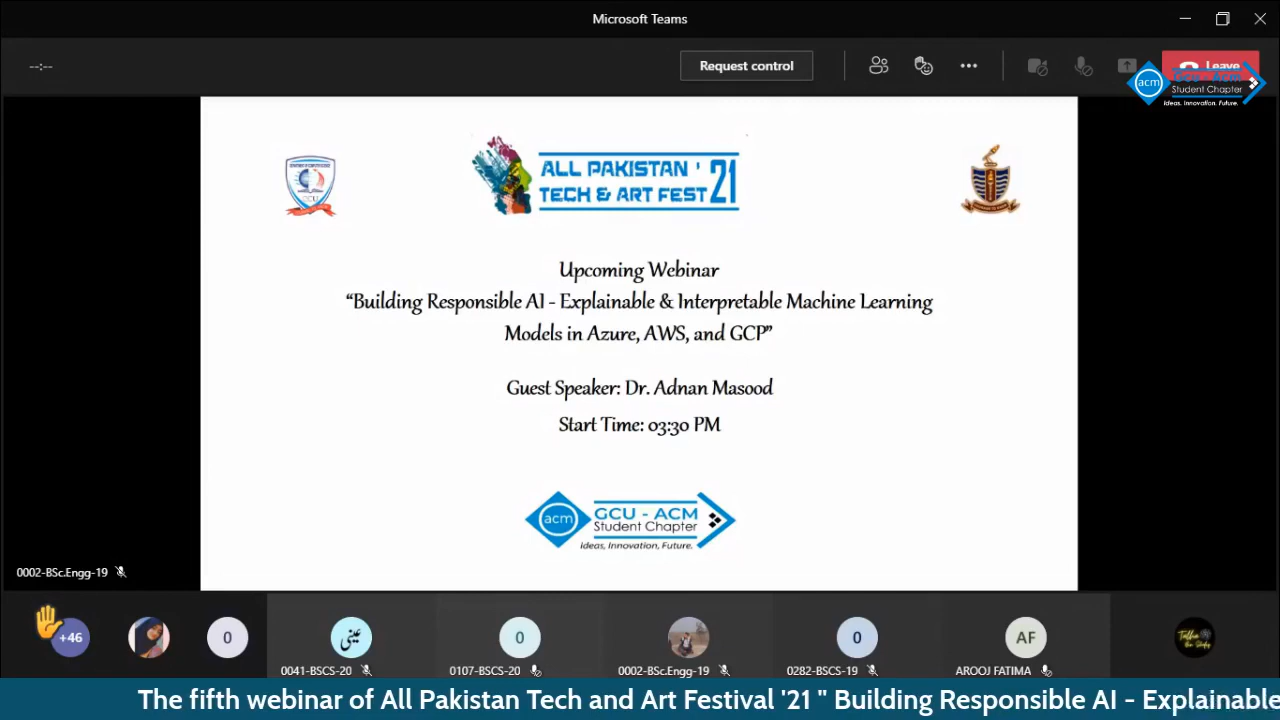 Microsoft Teams
--:--
Request control
Leave
acm
GCU - ACM
Student Chapter
Ideas. Innovation. Future.
ALL PAKISTAN '
TECH & ART FEST 21
Upcoming Webinar
“Building Responsible AI - Explainable & Interpretable Machine Learning
Models in Azure, AWS, and GCP”
Guest Speaker: Dr. Adnan Masood
Start Time: 03:30 PM
acm
GCU - ACM
Student Chapter
Ideas, Innovation, Future.
0002-BSc.Engg-19
+46
0
عینی
0
0
AF
0041-BSCS-20
0107-BSCS-20
0002-BSc.Engg-19
0282-BSCS-19
AROOJ FATIMA
The fifth webinar of All Pakistan Tech and Art Festival '21 " Building Responsible AI - Explainable